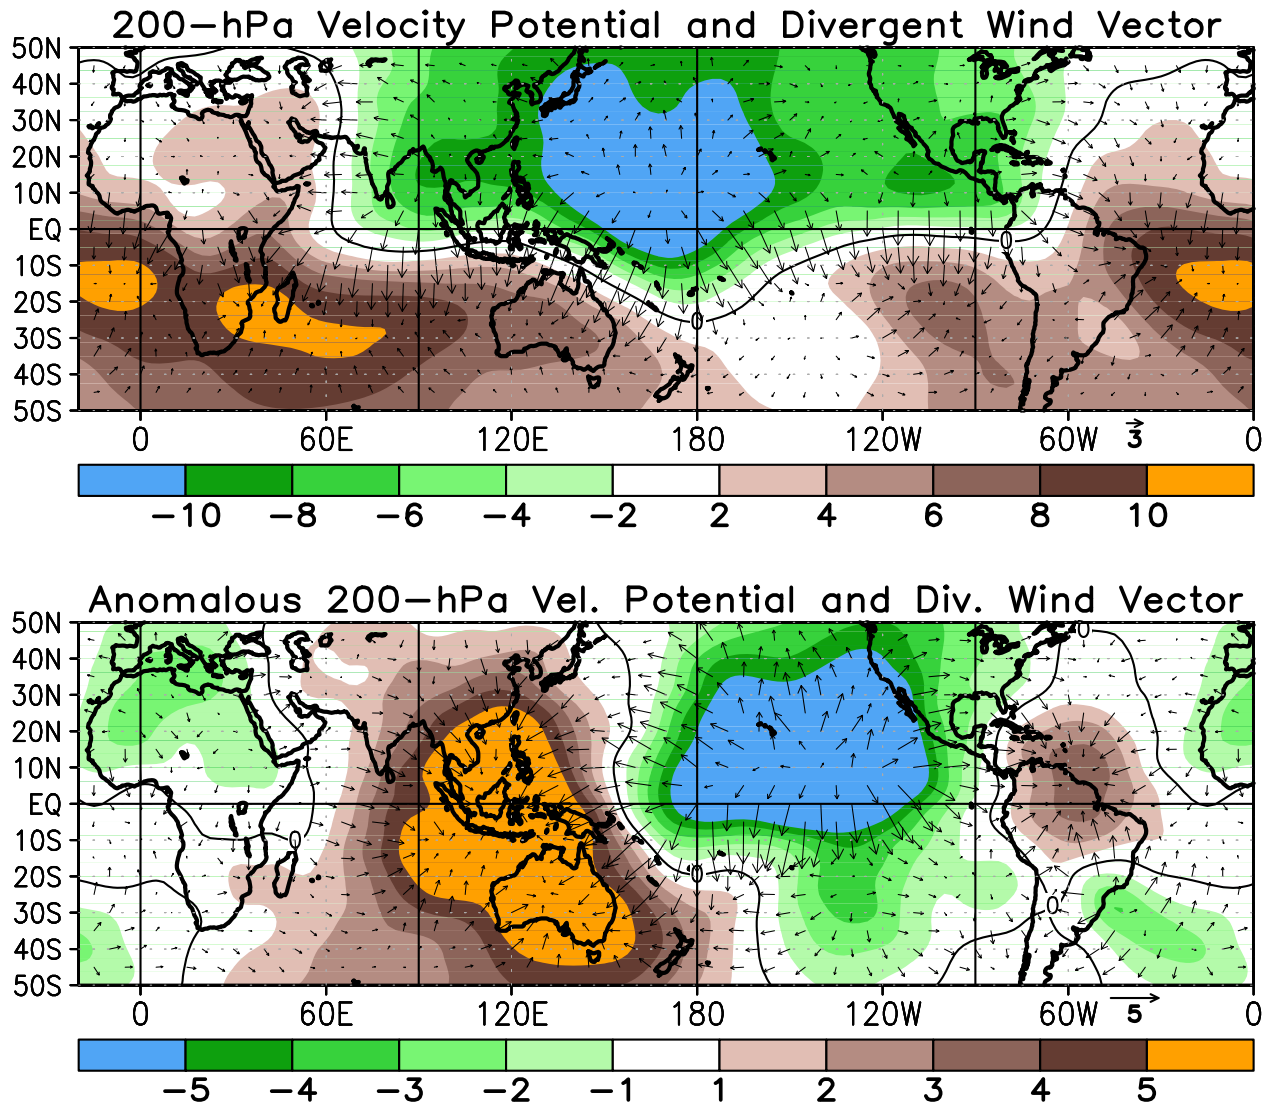 200-hPa Velocity Potential and Divergent Wind Vector
50N
40N
30N
20N
10N
EQ
10S
20S
30S
40S
50S
0
0
0 60E 120E 180 120W 60W 0
3
-10 -8 -6 -4 -2 2 4 6 8 10
Anomalous 200-hPa Vel. Potential and Div. Wind Vector
50N
40N
30N
20N
10N
EQ
10S
20S
30S
40S
50S
0
0
0
0
0 60E 120E 180 120W 60W 0
5
-5 -4 -3 -2 -1 1 2 3 4 5